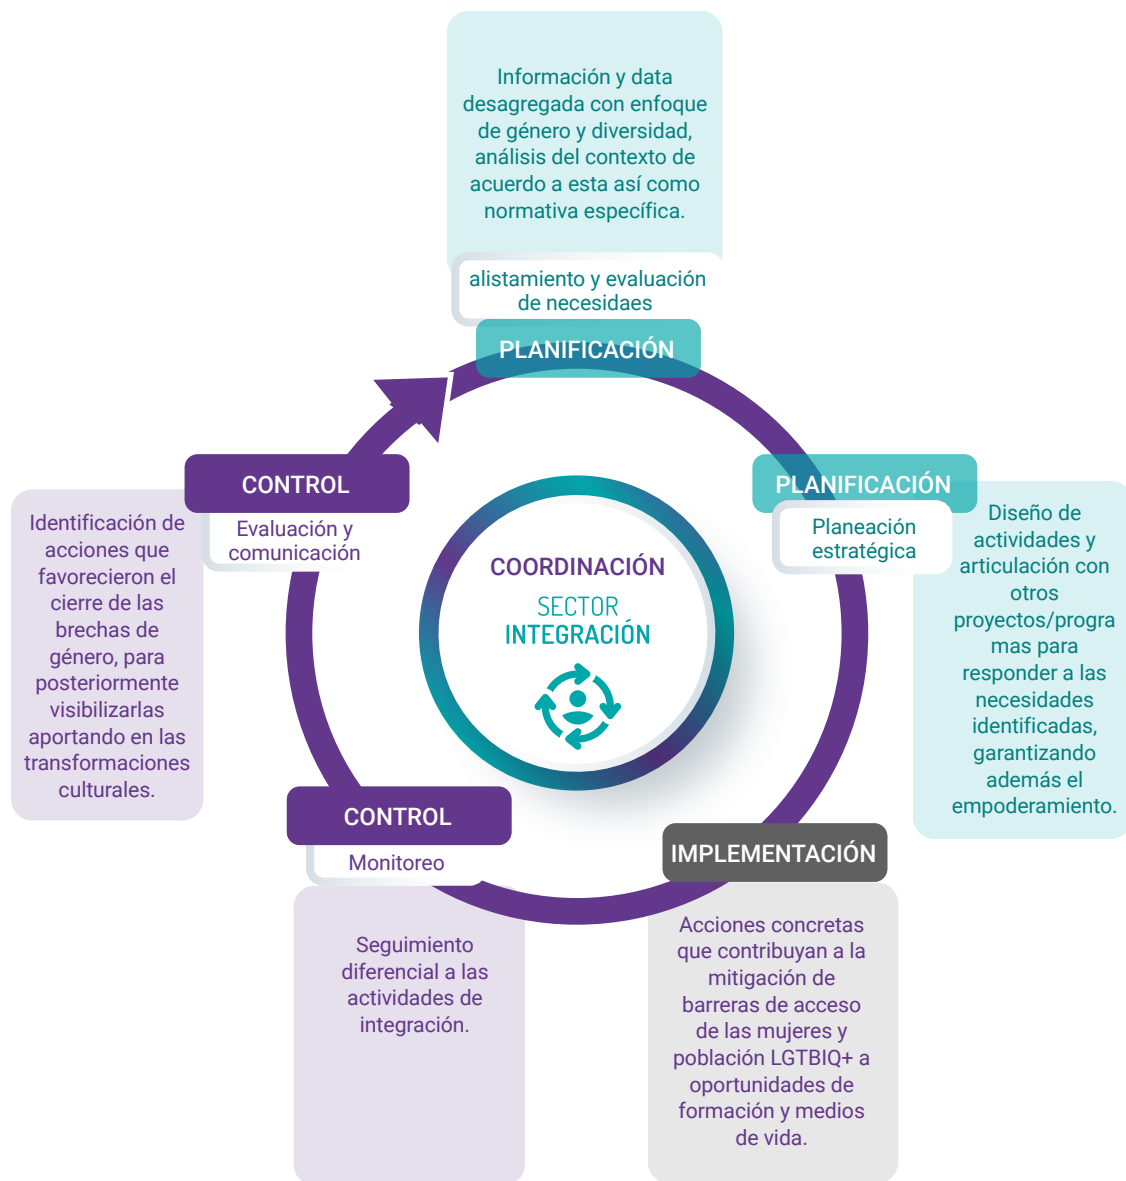 Información y data
desagregada con enfoque
de género y diversidad,
análisis del contexto de
acuerdo a esta así como
normativa específica.
alistamiento y evaluación
de necesidaes
PLANIFICACIÓN
PLANIFICACIÓN
Planeación
estratégica
Diseño de
actividades y
articulación con
otros
proyectos/progra
mas para
responder a las
necesidades
identificadas,
garantizando
además el
empoderamiento.
IMPLEMENTACIÓN
Acciones concretas
que contribuyan a la
mitigación de
barreras de acceso
de las mujeres y
población LGTBIQ+ a
oportunidades de
formación y medios
de vida.
CONTROL
Monitoreo
Seguimiento
diferencial a las
actividades de
integración.
CONTROL
Evaluación y
comunicación
Identificación de
acciones que
favorecieron el
cierre de las
brechas de
género, para
posteriormente
visibilizarlas
aportando en las
transformaciones
culturales.
COORDINACIÓN
SECTOR
INTEGRACIÓN